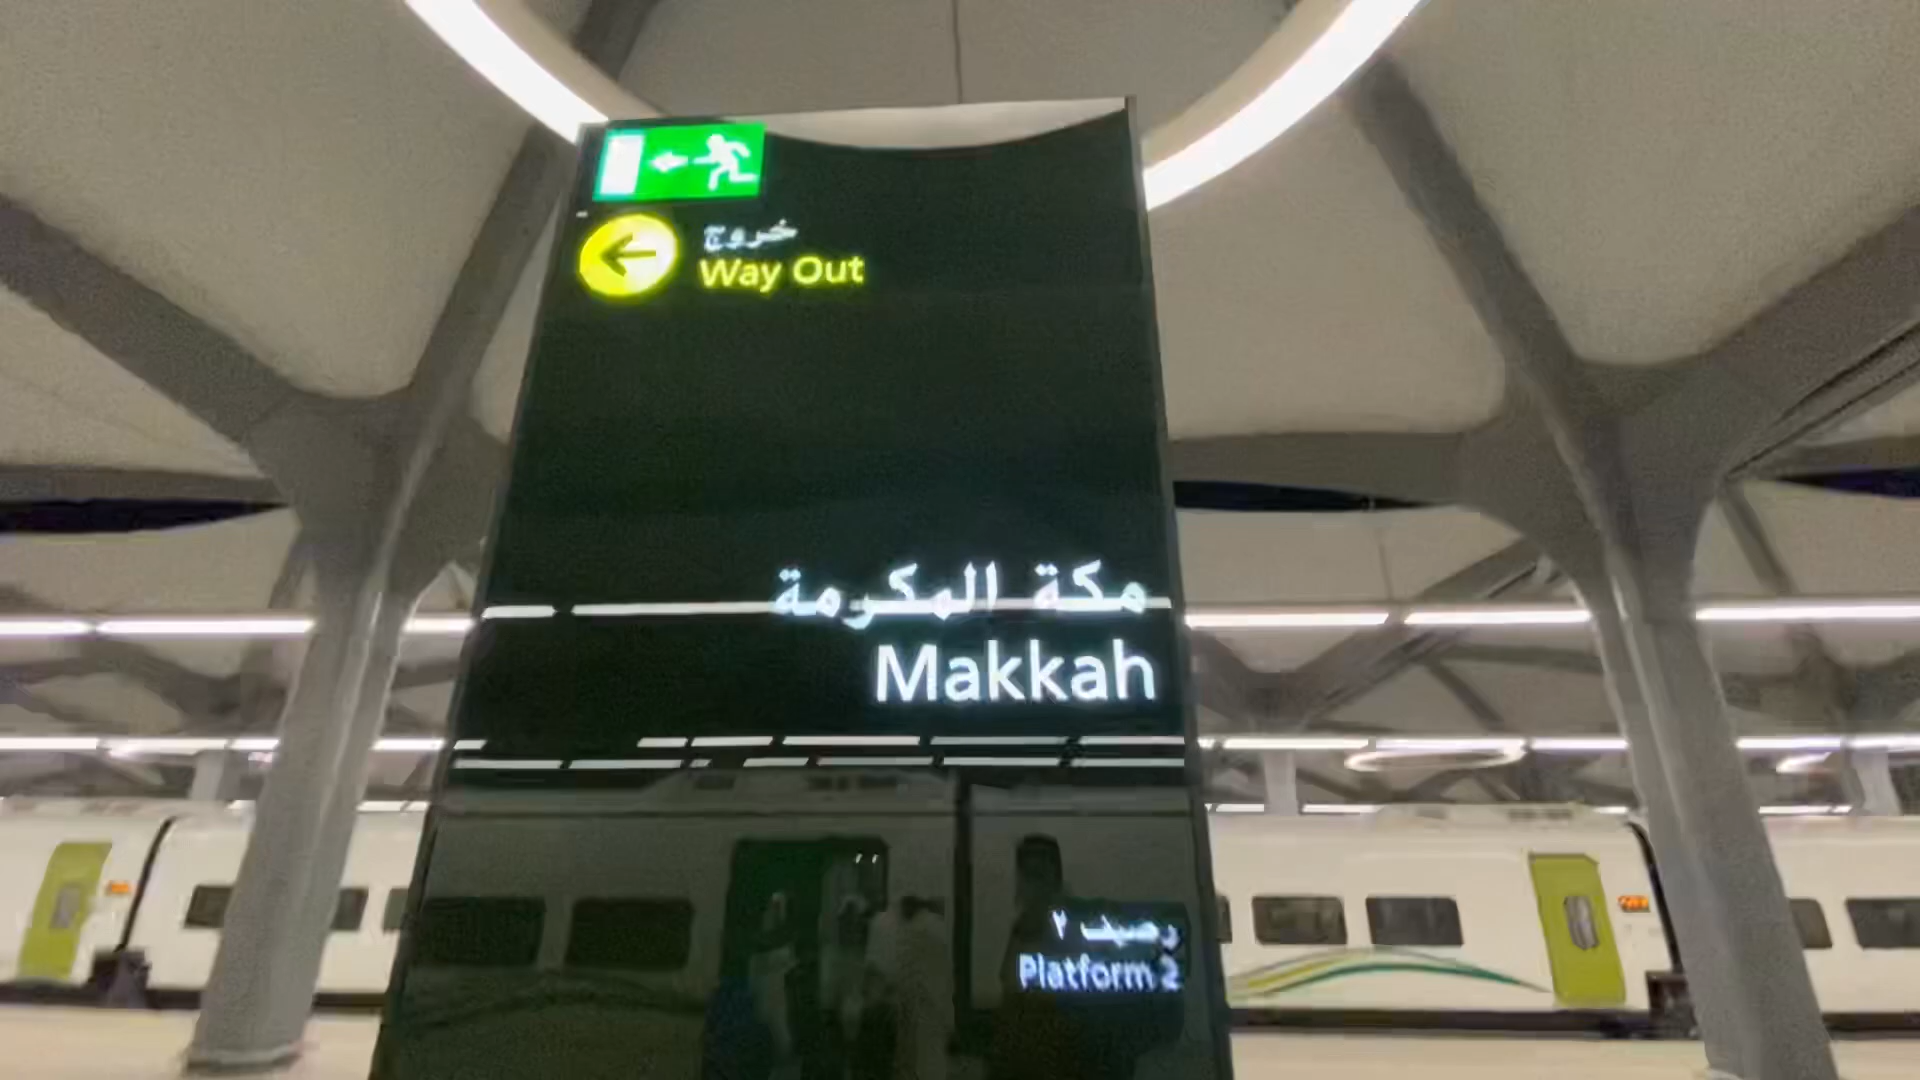 خروج
Way Out
مكة المكرمة
Makkah
رصيف ٢
Platform 2